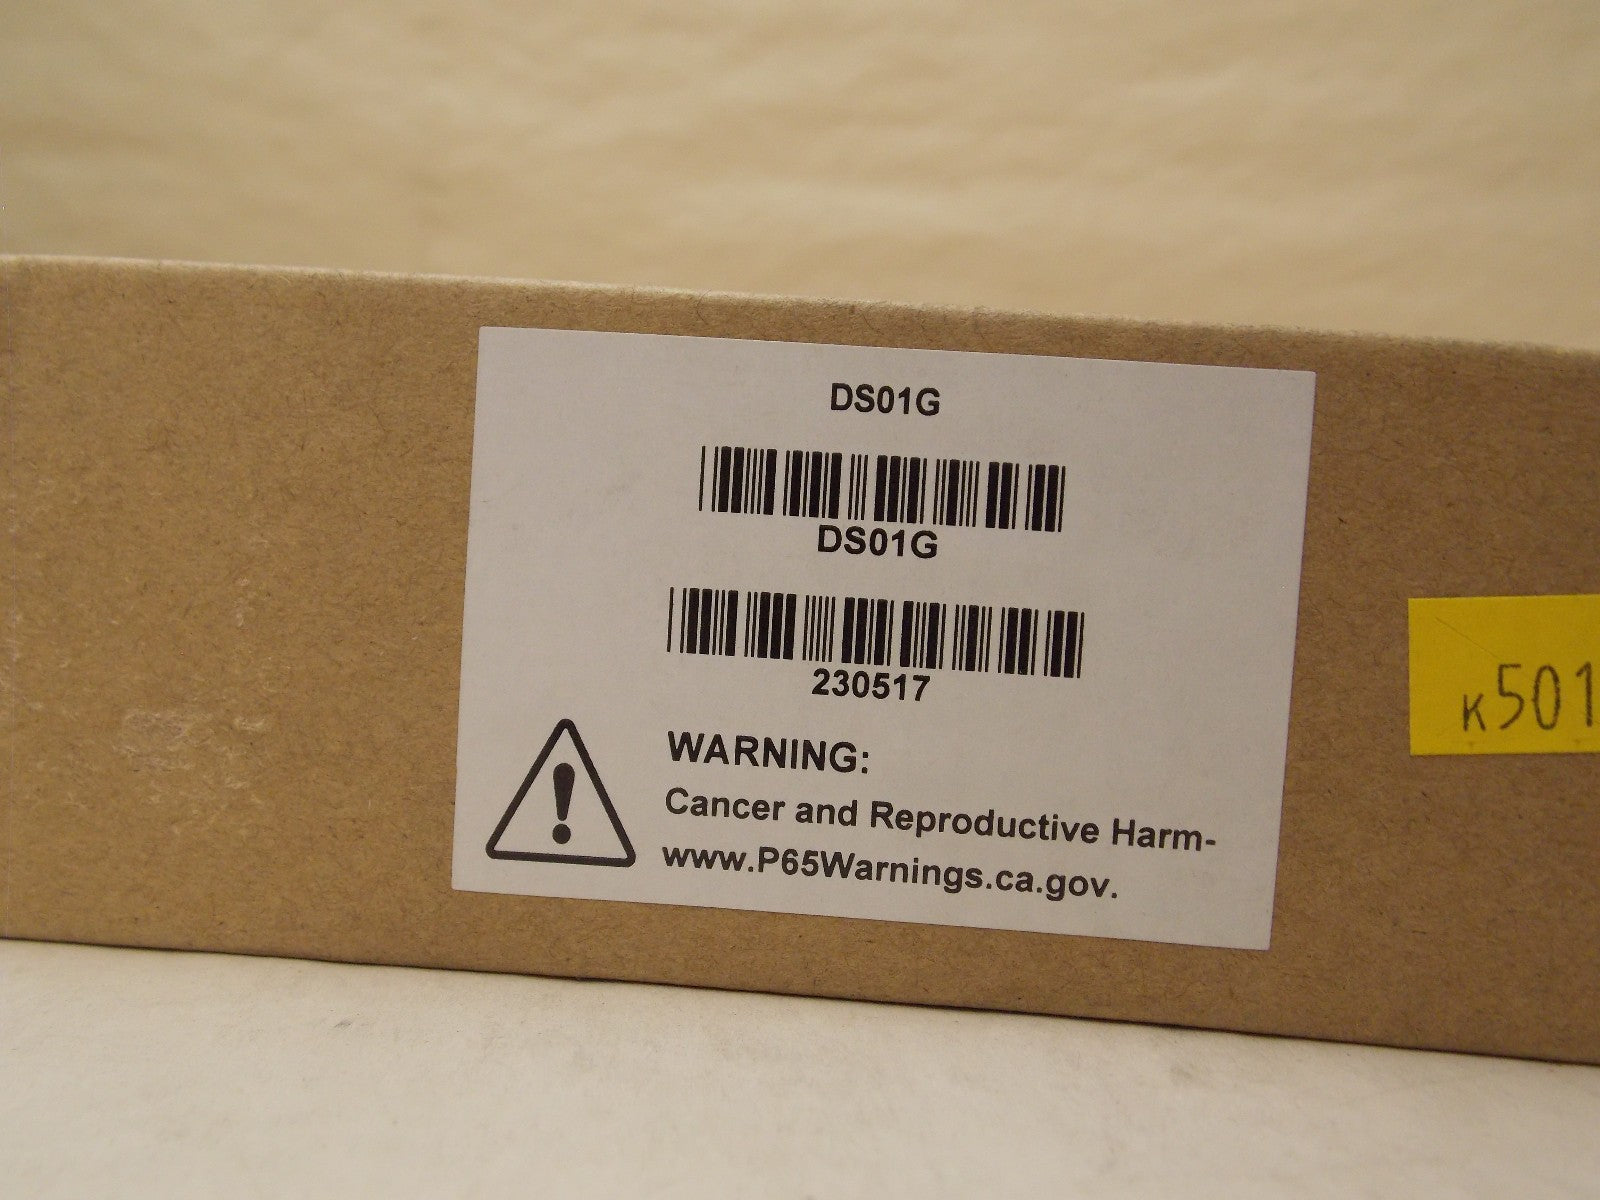 DS01G
DS01G
230517
WARNING:
Cancer and Reproductive Harm-
www.P65Warnings.ca.gov.
K501